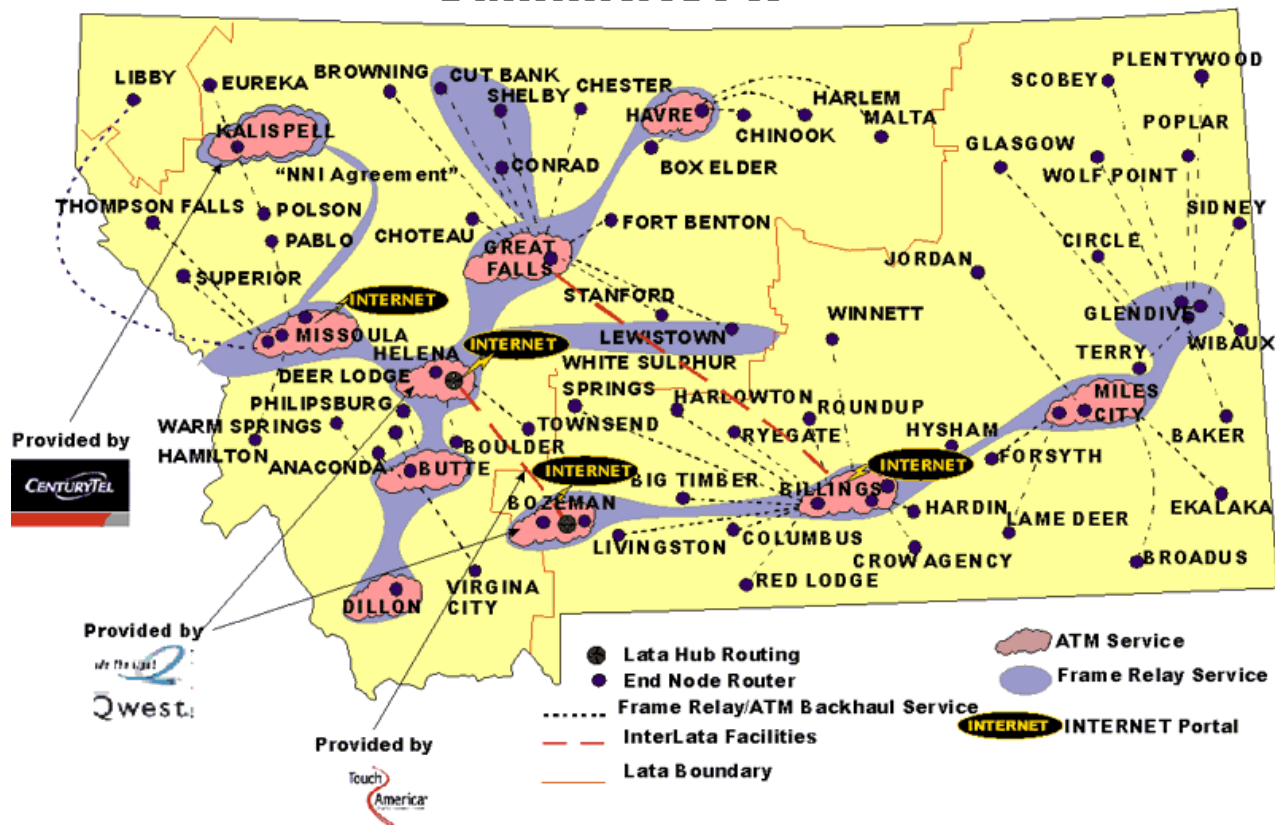 LIBBY
EUREKA
BROWNING
CUT BANK
SHELBY
CHESTER
HAVRE
HARLEM
CHINOOK
MALTA
SCOBEY
PLENTYWOOD
POPLAR
GLASGOW
WOLF POINT
SIDNEY
KALISPELL
"NNI Agreement"
CONRAD
BOX ELDER
THOMPSON FALLS
POLSON
PABLO
CHOTEAU
FORT BENTON
GREAT
FALLS
CIRCLE
JORDAN
SUPERIOR
INTERNET
MISSOULA
STANFORD
LEWISTOWN
WINNETT
GLENDIVE
WIBAUX
TERRY
HELENA
INTERNET
DEER LODGE
WHITE SULPHUR
SPRINGS
HARLOWTON
ROUNDUP
MILES
CITY
PHILIPSBURG
WARM SPRINGS
HAMILTON
ANACONDA
BUTTE
BOULDER
TOWNSEND
RYEGATE
HYSHAM
FORSYTH
BAKER
INTERNET
BIG TIMBER
INTERNET
BILLINGS
BOZEMAN
HARDIN
LAME DEER
EKALAKA
LIVINGSTON
COLUMBUS
CROW AGENCY
BROADUS
RED LODGE
DILLON
VIRGINA
CITY
Provided by
CENTURYTEL
Provided by
Qwest
Provided by
Touch
America
Lata Hub Routing
End Node Router
Frame Relay/ATM Backhaul Service
InterLata Facilities
Lata Boundary
ATM Service
Frame Relay Service
INTERNET
INTERNET Portal